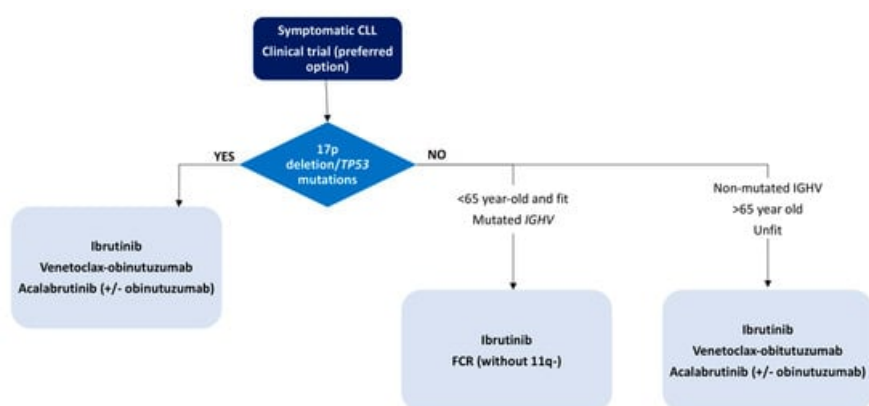 Symptomatic CLL
Clinical trial (preferred
option)
17p
deletion/TP53
mutations
YES
NO
<65 year-old and fit
Mutated IGHV
Non-mutated IGHV
>65 year old
Unfit
Ibrutinib
Venetoclax-obinutuzumab
Acalabrutinib (+/- obinutuzumab)
Ibrutinib
FCR (without 11q-)
Ibrutinib
Venetoclax-obitutuzumab
Acalabrutinib (+/- obinutuzumab)